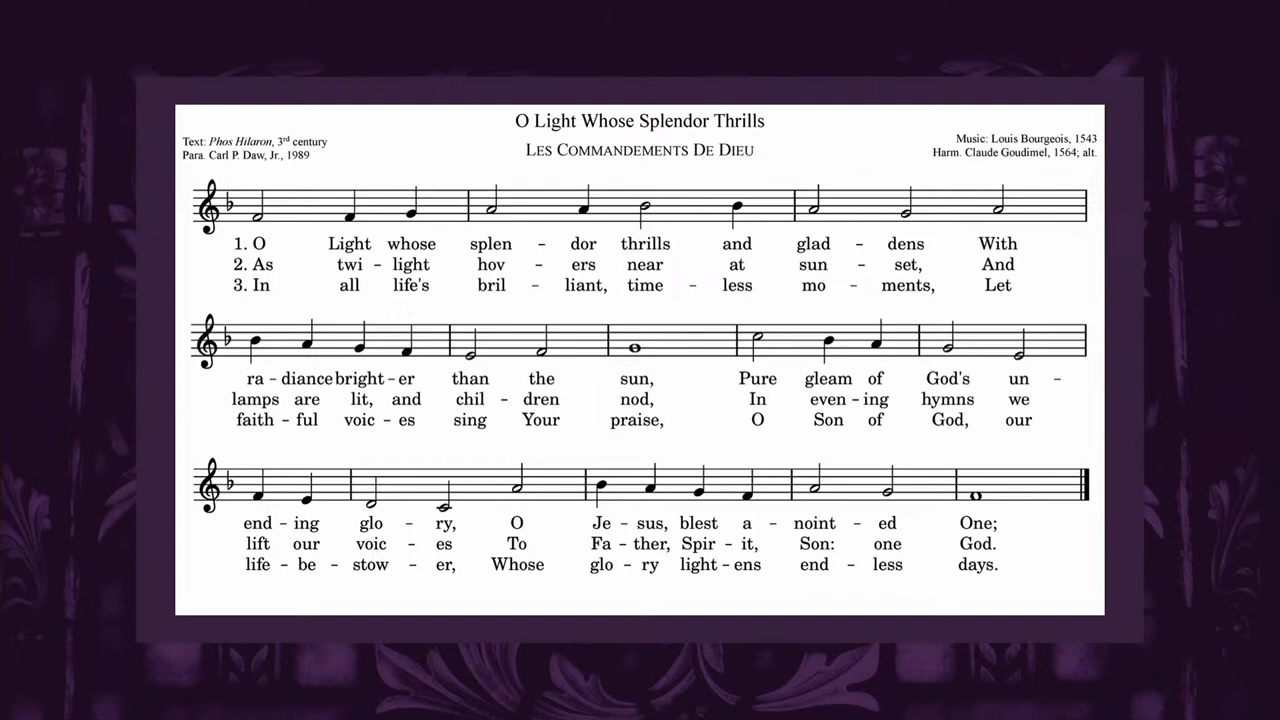 O Light Whose Splendor Thrills
Text: Phos Hilaron, 3rd century
Para. Carl P. Daw, Jr., 1989
LES COMMANDEMENTS DE DIEU
Music: Louis Bourgeois, 1543
Harm. Claude Goudimel, 1564; alt.
1. O Light whose splen - dor thrills and glad - dens With
2. As twi - light hov - ers near at sun - set, And
3. In all life's bril - liant, time - less mo - ments, Let
ra - diance bright - er than the sun, Pure gleam of God's un -
lamps are lit, and chil - dren nod, In even - ing hymns we
faith - ful voic - es sing Your praise, O Son of God, our
end - ing glo - ry, O Je - sus, blest a - noint - ed One;
lift our voic - es To Fa - ther, Spir - it, Son: one God.
life - be - stow - er, Whose glo - ry light - ens end - less days.